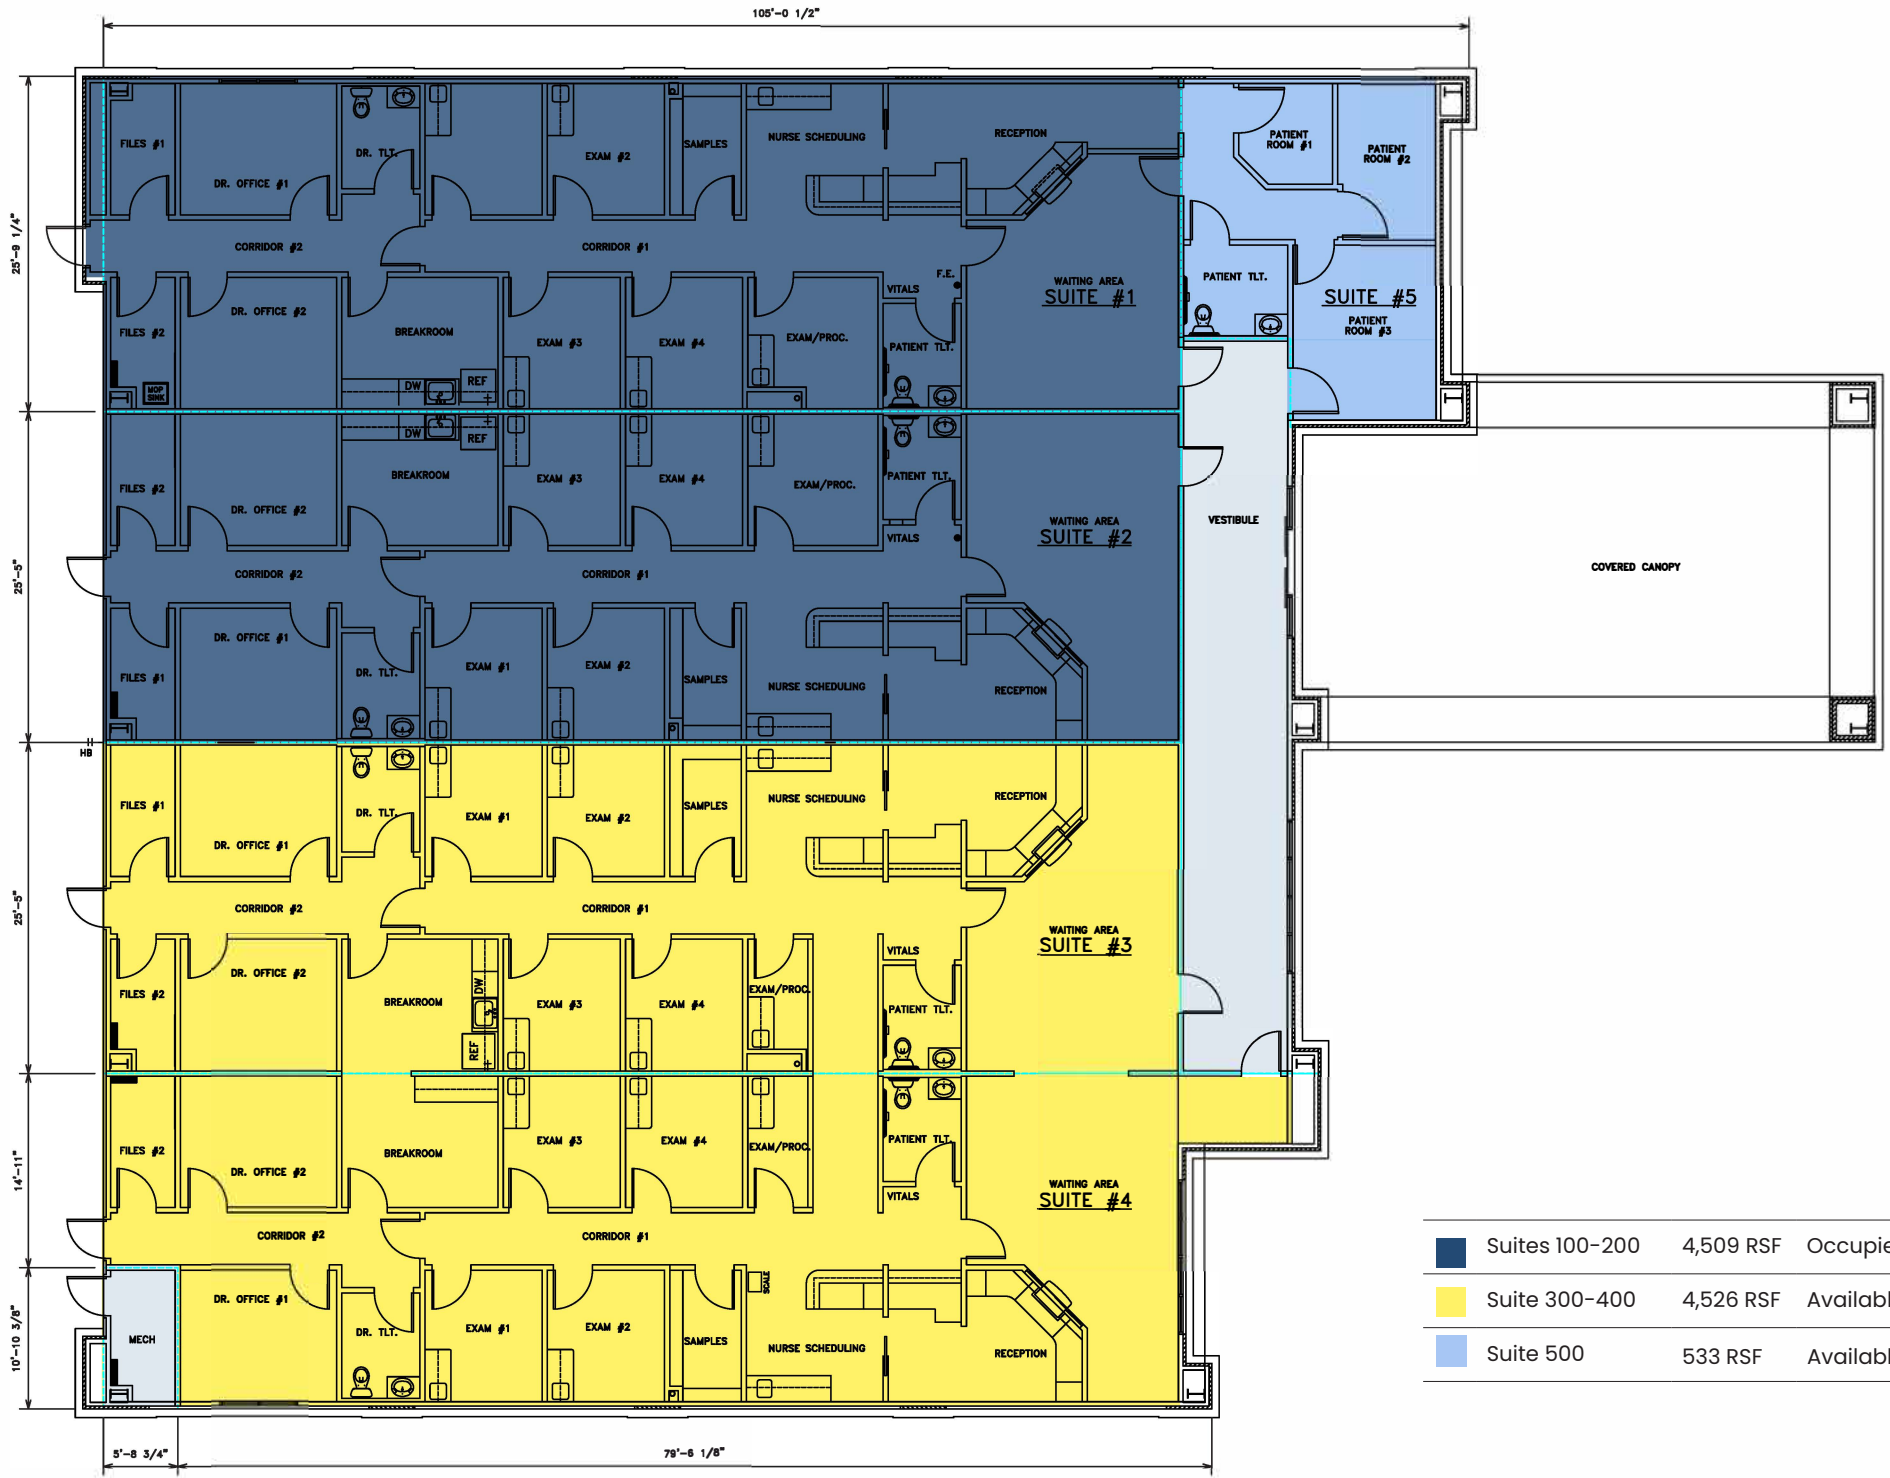 105'-0 1/2"
25'-9 1/4"
25'-5"
25'-5"
14'-11"
10'-10 3/8"
5'-8 3/4"
79'-6 1/8"
HB
FILES #1
DR. OFFICE #1
DR. TLT.
EXAM #2
SAMPLES
NURSE SCHEDULING
RECEPTION
CORRIDOR #2
CORRIDOR #1
FILES #2
MOP
SINK
DR. OFFICE #2
BREAKROOM
DW
REF
EXAM #3
EXAM #4
EXAM/PROC.
VITALS
F.E.
PATIENT TLT.
WAITING AREA
SUITE #1
PATIENT
ROOM #1
PATIENT
ROOM #2
PATIENT TLT.
SUITE #5
PATIENT
ROOM #3
FILES #2
DR. OFFICE #2
BREAKROOM
DW
REF
EXAM #3
EXAM #4
EXAM/PROC.
PATIENT TLT.
VITALS
WAITING AREA
SUITE #2
VESTIBULE
COVERED CANOPY
CORRIDOR #2
CORRIDOR #1
FILES #1
DR. OFFICE #1
DR. TLT.
EXAM #1
EXAM #2
SAMPLES
NURSE SCHEDULING
RECEPTION
FILES #1
DR. OFFICE #1
DR. TLT.
EXAM #1
EXAM #2
SAMPLES
NURSE SCHEDULING
RECEPTION
CORRIDOR #2
CORRIDOR #1
WAITING AREA
SUITE #3
FILES #2
DR. OFFICE #2
BREAKROOM
DW
REF
EXAM #3
EXAM #4
EXAM/PROC.
VITALS
PATIENT TLT.
FILES #2
DR. OFFICE #2
BREAKROOM
EXAM #3
EXAM #4
EXAM/PROC.
PATIENT TLT.
VITALS
WAITING AREA
SUITE #4
CORRIDOR #2
CORRIDOR #1
MECH
DR. OFFICE #1
DR. TLT.
EXAM #1
EXAM #2
SAMPLES
SCALE
NURSE SCHEDULING
RECEPTION
Suites 100-200 4,509 RSF Occupie
Suite 300-400 4,526 RSF Availabl
Suite 500 533 RSF Availabl